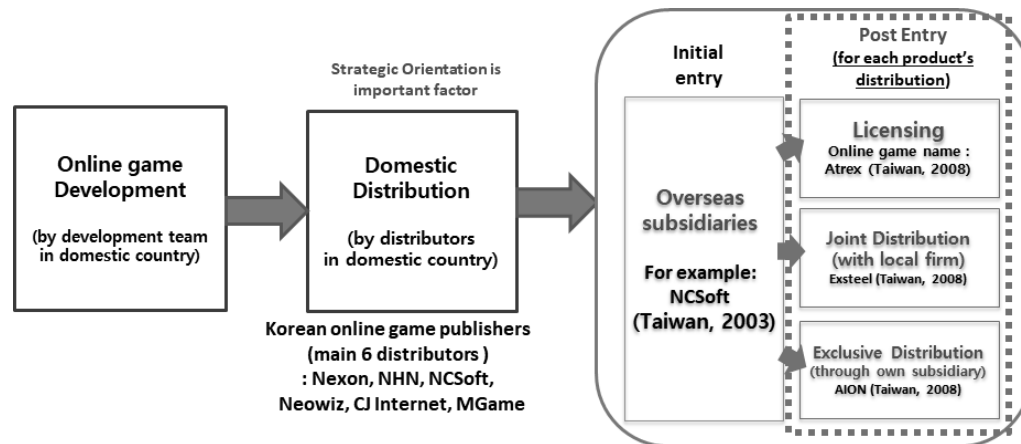 Online game
Development
(by development team
in domestic country)
Strategic Orientation is
important factor
Domestic
Distribution
(by distributors
in domestic country)
Korean online game publishers
(main 6 distributors )
: Nexon, NHN, NCSoft,
Neowiz, CJ Internet, MGame
Initial
entry
Overseas
subsidiaries
For example:
NCSoft
(Taiwan, 2003)
Post Entry
(for each product's
distribution)
Licensing
Online game name :
Atrex (Taiwan, 2008)
Joint Distribution
(with local firm)
Exsteel (Taiwan, 2008)
Exclusive Distribution
(through own subsidiary)
AION (Taiwan, 2008)